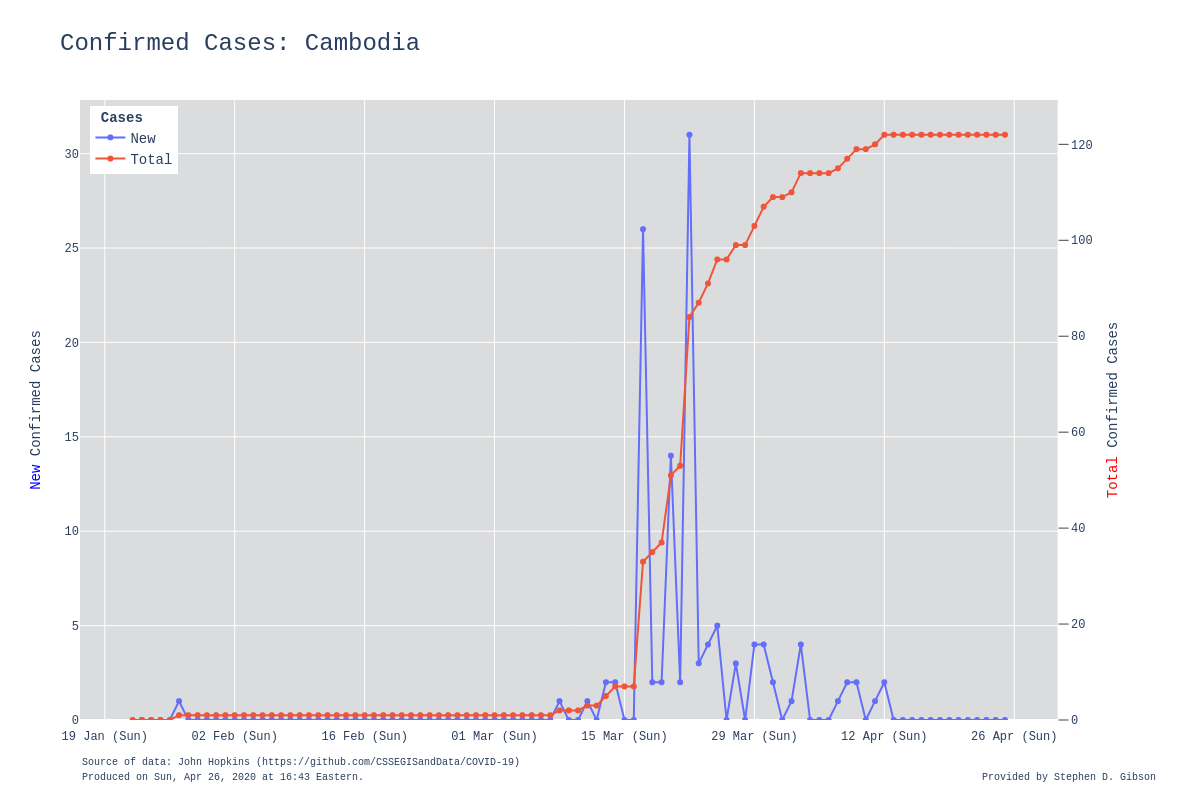 Confirmed Cases: Cambodia
Cases
New
Total
30
25
20
15
10
5
0
New Confirmed Cases
120
100
80
60
40
20
0
Total Confirmed Cases
19 Jan (Sun)
02 Feb (Sun)
16 Feb (Sun)
01 Mar (Sun)
15 Mar (Sun)
29 Mar (Sun)
12 Apr (Sun)
26 Apr (Sun)
Source of data: John Hopkins (https://github.com/CSSEGISandData/COVID-19)
Produced on Sun, Apr 26, 2020 at 16:43 Eastern.
Provided by Stephen D. Gibson